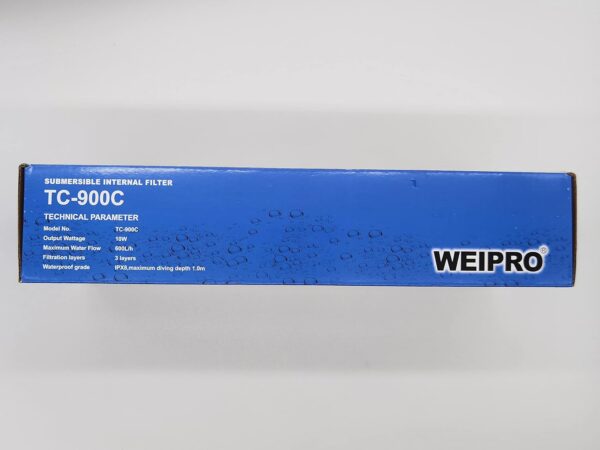 SUBMERSIBLE INTERNAL FILTER
TC-900C
TECHNICAL PARAMETER
Model No. TC-900C
Output Wattage 10W
Maximum Water Flow 600L/h
Filtration layers 3 layers
Waterproof grade IPX8,maximum diving depth 1.0m
WEIPRO®